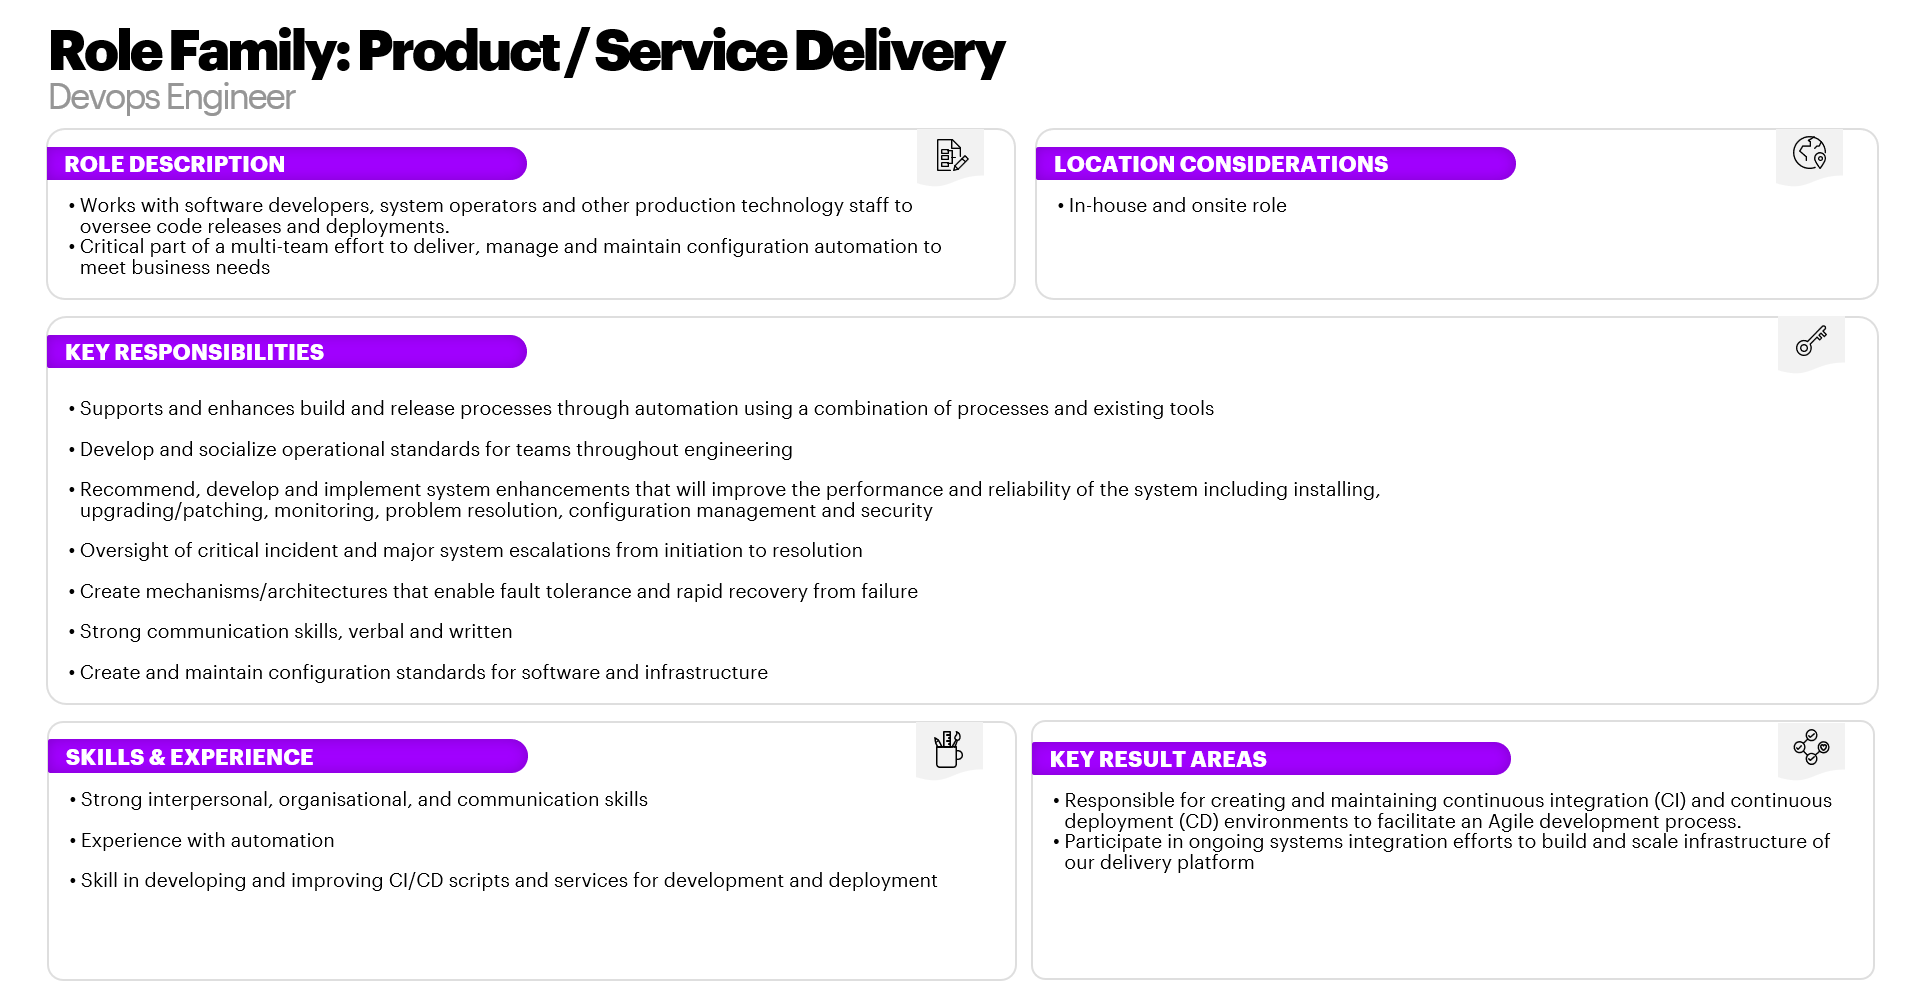 Role Family: Product / Service Delivery
Devops Engineer
ROLE DESCRIPTION
• Works with software developers, system operators and other production technology staff to
oversee code releases and deployments.
• Critical part of a multi-team effort to deliver, manage and maintain configuration automation to
meet business needs
LOCATION CONSIDERATIONS
• In-house and onsite role
KEY RESPONSIBILITIES
• Supports and enhances build and release processes through automation using a combination of processes and existing tools
• Develop and socialize operational standards for teams throughout engineering
• Recommend, develop and implement system enhancements that will improve the performance and reliability of the system including installing,
upgrading/patching, monitoring, problem resolution, configuration management and security
• Oversight of critical incident and major system escalations from initiation to resolution
• Create mechanisms/architectures that enable fault tolerance and rapid recovery from failure
• Strong communication skills, verbal and written
• Create and maintain configuration standards for software and infrastructure
SKILLS & EXPERIENCE
• Strong interpersonal, organisational, and communication skills
• Experience with automation
• Skill in developing and improving CI/CD scripts and services for development and deployment
KEY RESULT AREAS
• Responsible for creating and maintaining continuous integration (CI) and continuous
deployment (CD) environments to facilitate an Agile development process.
• Participate in ongoing systems integration efforts to build and scale infrastructure of
our delivery platform